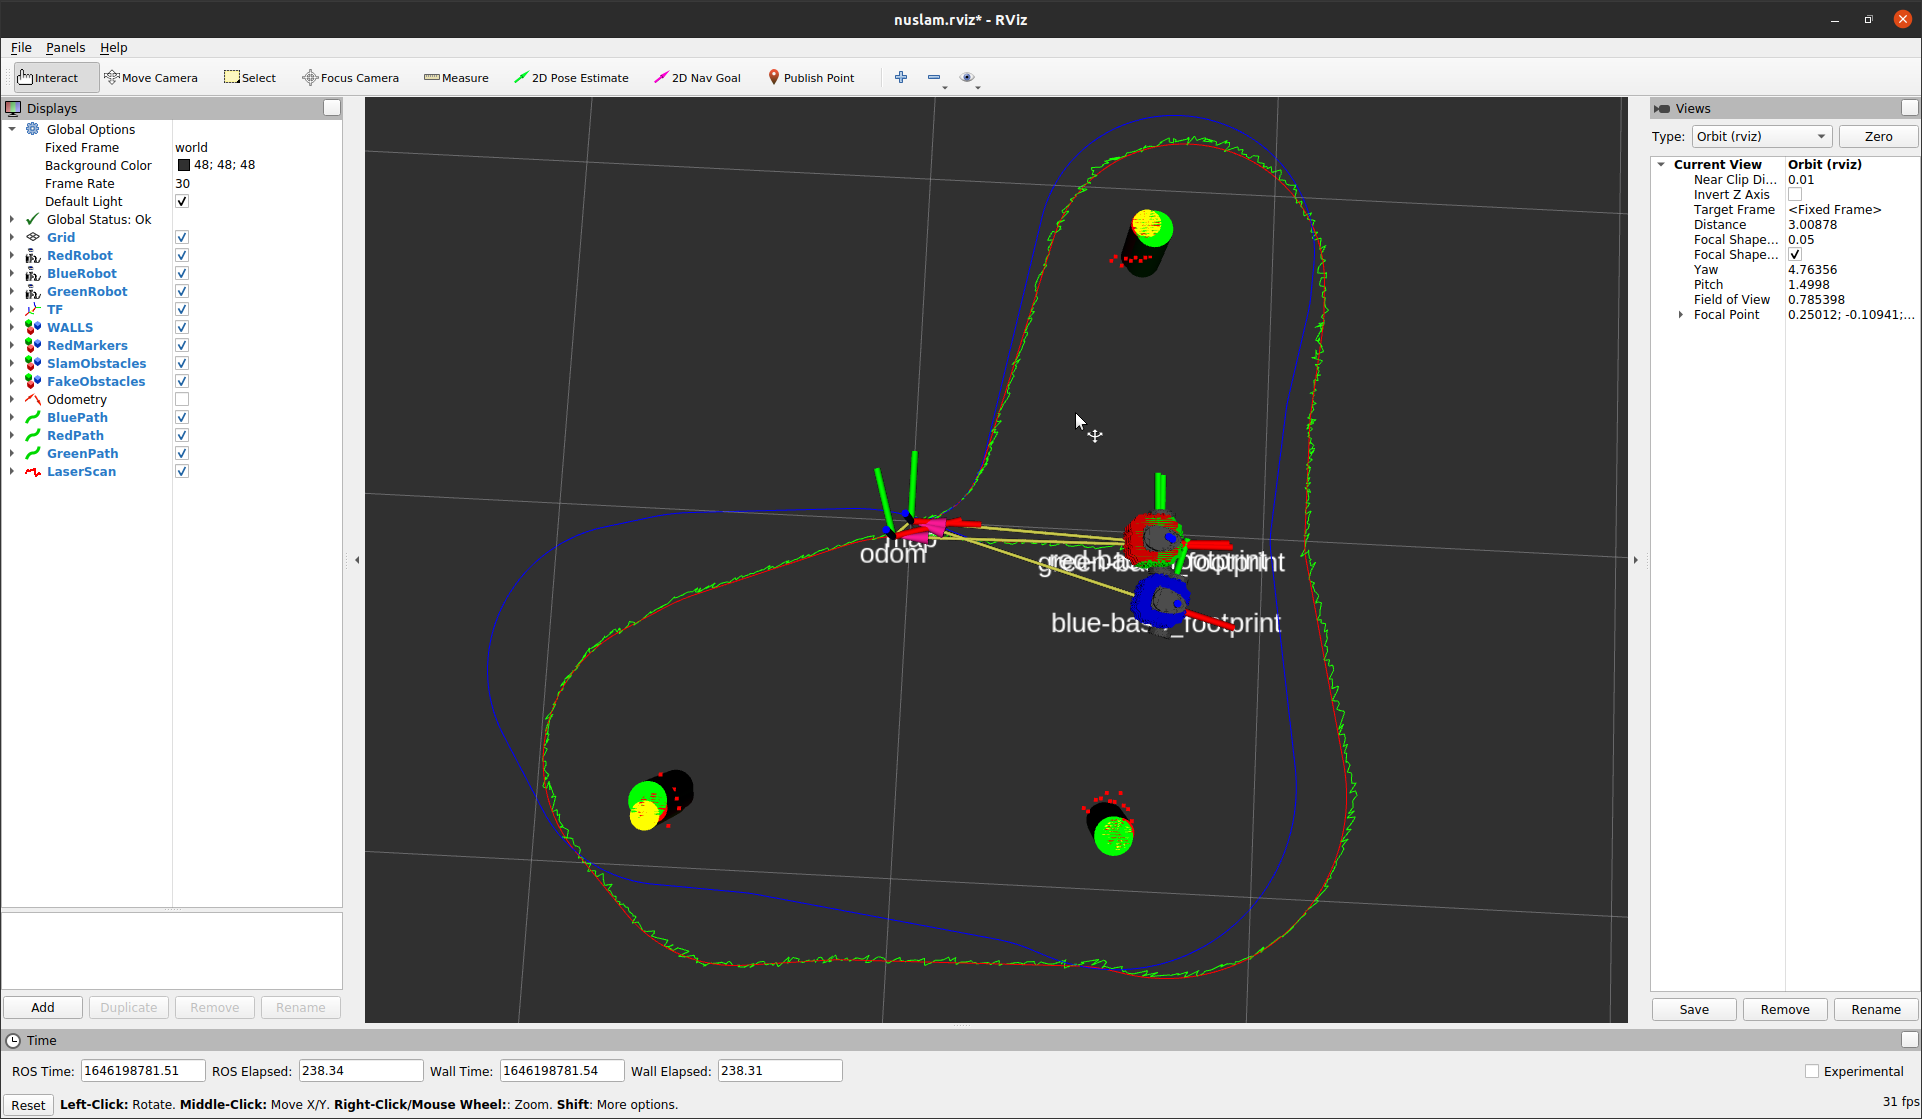 nuslam.rviz* - RViz
File Panels Help
Interact Move Camera Select Focus Camera Measure 2D Pose Estimate 2D Nav Goal Publish Point
Displays
Global Options
Fixed Frame world
Background Color 48; 48; 48
Frame Rate 30
Default Light
Global Status: Ok
Grid
RedRobot
BlueRobot
GreenRobot
TF
WALLS
RedMarkers
SlamObstacles
FakeObstacles
Odometry
BluePath
RedPath
GreenPath
LaserScan
Add Duplicate Remove Rename
map
odom
blue-base_footprint
Views
Type: Orbit (rviz) Zero
Current View Orbit (rviz)
Near Clip Di... 0.01
Invert Z Axis
Target Frame <Fixed Frame>
Distance 3.00878
Focal Shape... 0.05
Focal Shape...
Yaw 4.76356
Pitch 1.4998
Field of View 0.785398
Focal Point 0.25012; -0.10941;...
Save Remove Rename
Time
ROS Time: 1646198781.51 ROS Elapsed: 238.34 Wall Time: 1646198781.54 Wall Elapsed: 238.31 Experimental
Reset Left-Click: Rotate. Middle-Click: Move X/Y. Right-Click/Mouse Wheel:: Zoom. Shift: More options. 31 fps